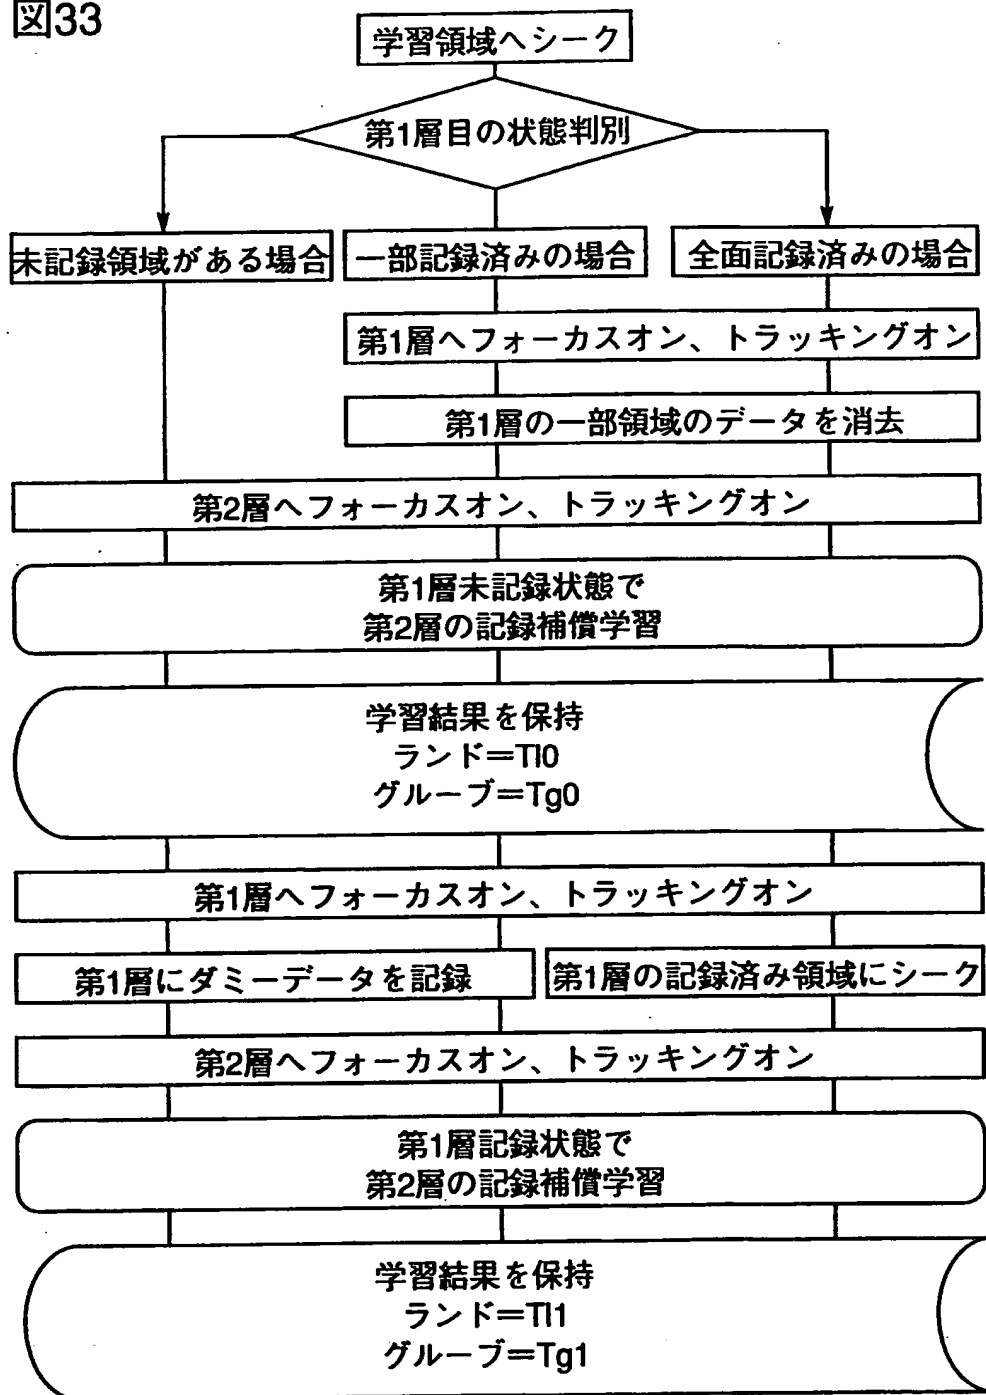 図33
学習領域へシーク
第1層目の状態判別
未記録領域がある場合
一部記録済みの場合
全面記録済みの場合
第1層へフォーカスオン、トラッキングオン
第1層の一部領域のデータを消去
第2層へフォーカスオン、トラッキングオン
第1層未記録状態で
第2層の記録補償学習
学習結果を保持
ランド＝Tl0
グルーブ＝Tg0
第1層へフォーカスオン、トラッキングオン
第1層にダミーデータを記録
第1層の記録済み領域にシーク
第2層へフォーカスオン、トラッキングオン
第1層記録状態で
第2層の記録補償学習
学習結果を保持
ランド＝Tl1
グルーブ＝Tg1